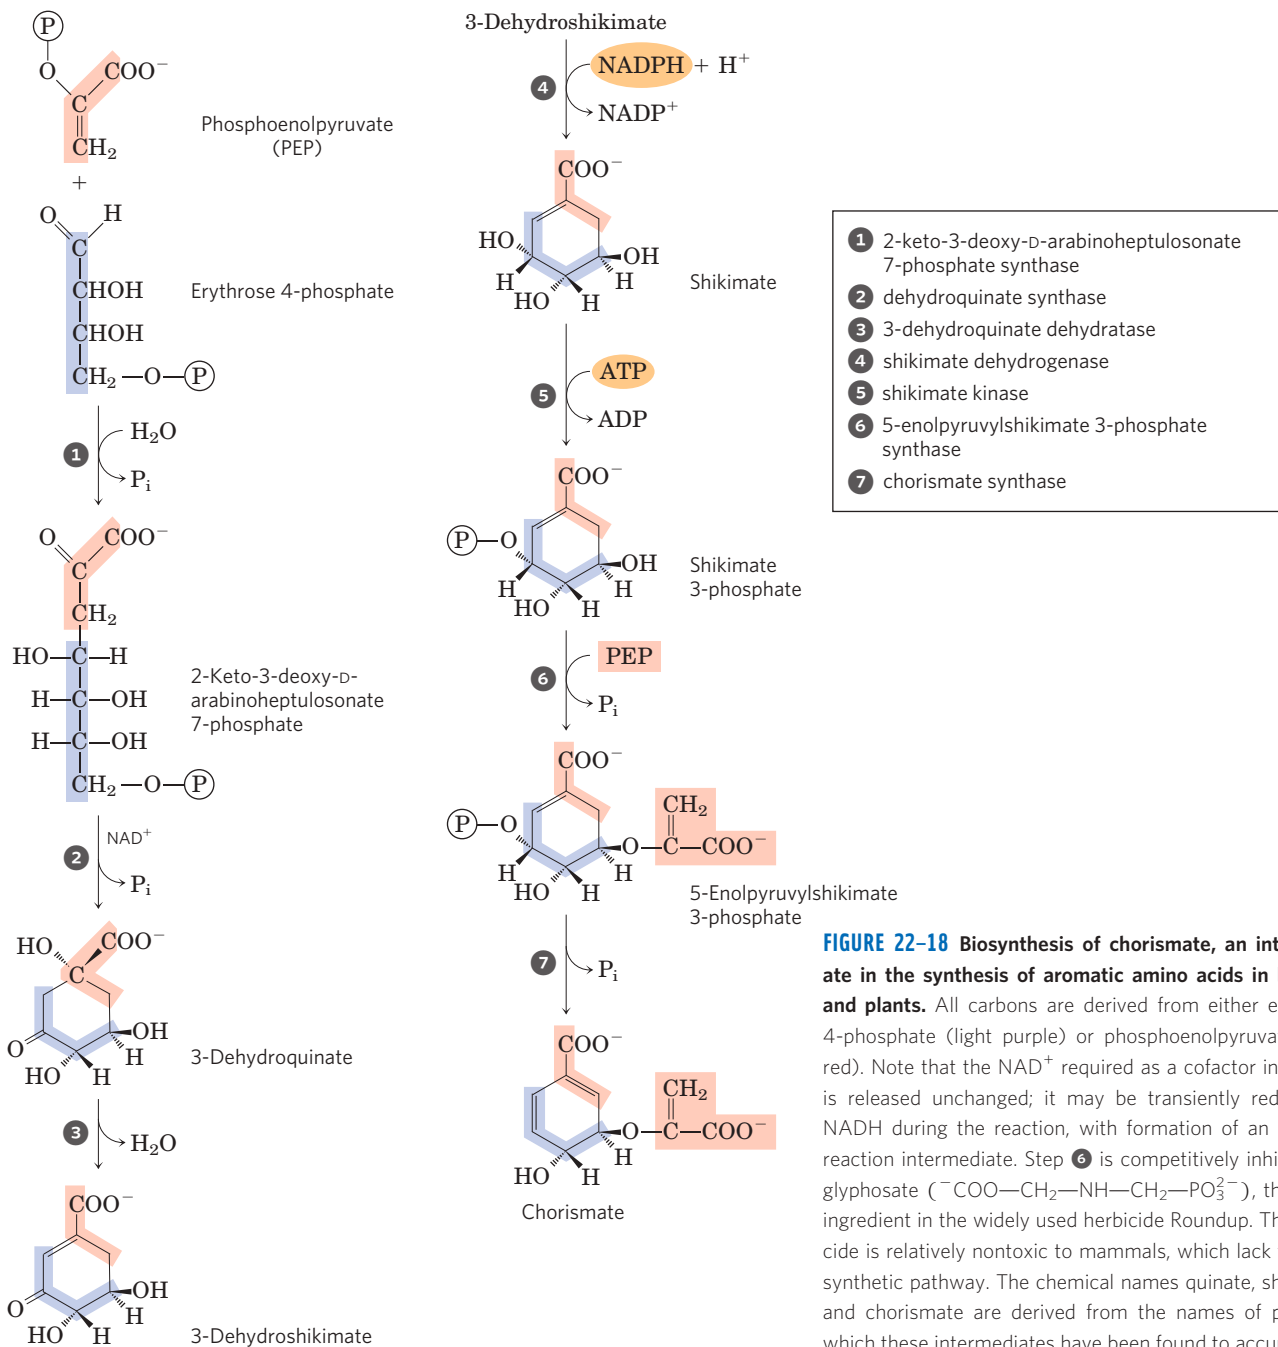 P
O
COO−
C
CH2
Phosphoenolpyruvate
(PEP)
+
O H
C
CHOH
CHOH
CH2—O—P
Erythrose 4-phosphate
1
H2O
Pi
O COO−
C
CH2
HO—C—H
H—C—OH
H—C—OH
CH2—O—P
2-Keto-3-deoxy-D-
arabinoheptulosonate
7-phosphate
2
NAD+
Pi
HO COO−
C
OH
O
H
HO H
3-Dehydroquinate
3
H2O
COO−
OH
O
H
HO H
3-Dehydroshikimate
3-Dehydroshikimate
4
NADPH + H+
NADP+
COO−
HO OH
H H
HO H
Shikimate
5
ATP
ADP
COO−
P—O OH
H H
HO H
Shikimate
3-phosphate
6
PEP
Pi
COO−
CH2
P—O O—C—COO−
H H
HO H
5-Enolpyruvylshikimate
3-phosphate
7
Pi
COO−
CH2
O—C—COO−
H
HO H
Chorismate
1 2-keto-3-deoxy-D-arabinoheptulosonate
7-phosphate synthase
2 dehydroquinate synthase
3 3-dehydroquinate dehydratase
4 shikimate dehydrogenase
5 shikimate kinase
6 5-enolpyruvylshikimate 3-phosphate
synthase
7 chorismate synthase
FIGURE 22–18 Biosynthesis of chorismate, an
ate in the synthesis of aromatic amino acids in
and plants. All carbons are derived from either
4-phosphate (light purple) or
red). Note that the NAD+ required as a cofactor in
is released unchanged; it may be transiently
NADH during the reaction, with formation of an
reaction intermediate. Step 6 is competitively
glyphosate (−COO—CH2—NH—CH2—PO3 2−),
ingredient in the widely used herbicide Roundup.
cide is relatively nontoxic to mammals, which lack
synthetic pathway. The chemical names quinate,
and chorismate are derived from the names of
which these intermediates have been found to